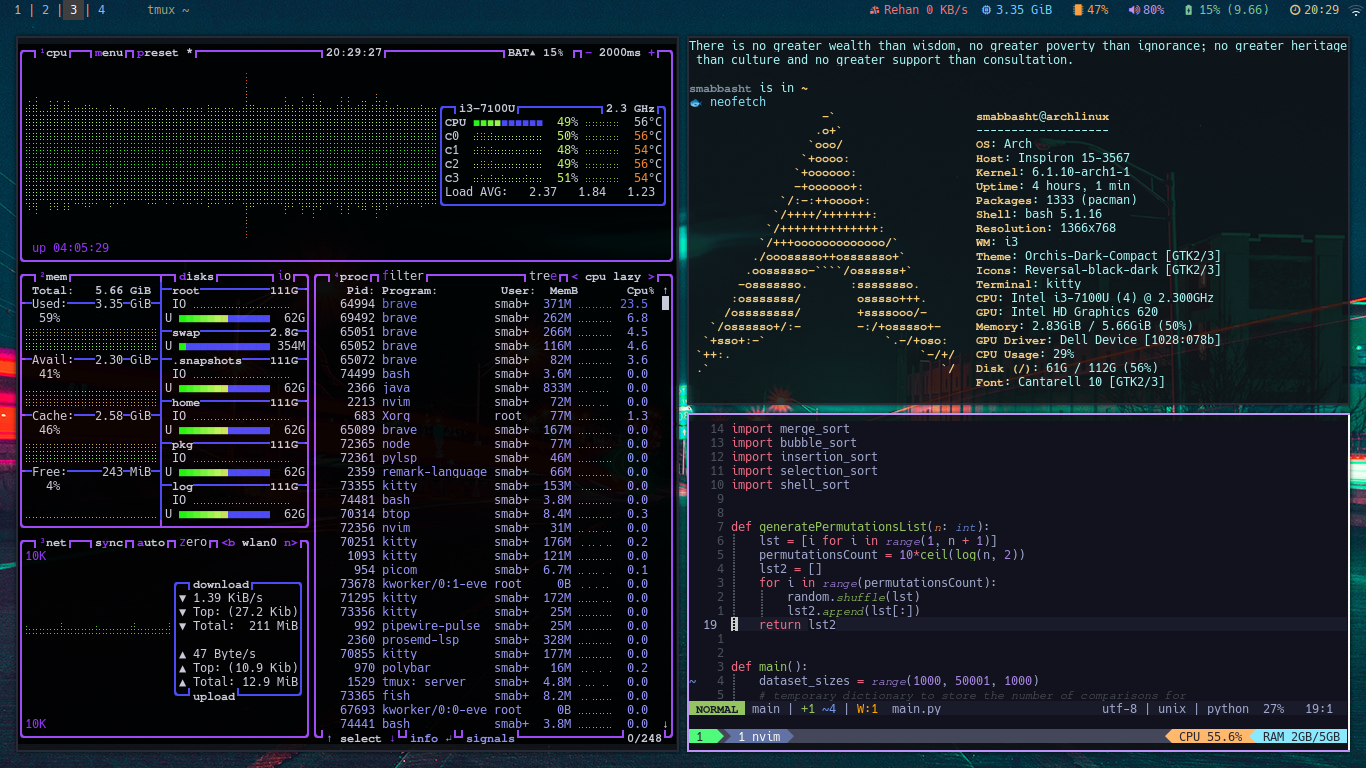 1 | 2 | 3 | 4 tmux ~ Rehan 0 KB/s 3.35 GiB 47% 80% 15% (9.66) 20:29
¹cpu menu preset * 20:29:27 BAT▲ 15% - 2000ms +
i3-7100U 2.3 GHz
CPU 49% 56°C
c0 50% 56°C
c1 48% 54°C
c2 49% 56°C
c3 51% 54°C
Load AVG: 2.37 1.84 1.23
up 04:05:29
²mem disks io
Total: 5.66 GiB
Used: 3.35 GiB
59%
Avail: 2.30 GiB
41%
Cache: 2.58 GiB
46%
Free: 243 MiB
4%
root 111G
IO
U 62G
swap 2.8G
U 354M
.snapshots 111G
IO
U 62G
home 111G
IO
U 62G
pkg 111G
IO
U 62G
log 111G
IO
U 62G
³net sync auto zero <b wlan0 n>
10K
download
▼ 1.39 KiB/s
▼ Top: (27.2 Kib)
▼ Total: 211 MiB
▲ 47 Byte/s
▲ Top: (10.9 Kib)
▲ Total: 12.9 MiB
upload
10K
⁴proc filter tree < cpu lazy >
Pid: Program: User: MemB Cpu% ↑
64994 brave smab+ 371M 23.5
69492 brave smab+ 262M 6.8
65051 brave smab+ 266M 4.5
65052 brave smab+ 116M 4.6
65072 brave smab+ 82M 3.6
74499 bash smab+ 3.6M 0.0
2366 java smab+ 833M 0.0
2213 nvim smab+ 72M 0.0
683 Xorg root 77M 1.3
65089 brave smab+ 167M 0.0
72365 node smab+ 77M 0.0
72361 pylsp smab+ 46M 0.0
2359 remark-language smab+ 66M 0.0
73355 kitty smab+ 153M 0.0
74481 bash smab+ 3.8M 0.0
70314 btop smab+ 8.4M 0.3
72356 nvim smab+ 31M 0.0
70251 kitty smab+ 176M 0.2
1093 kitty smab+ 121M 0.0
954 picom smab+ 6.7M 0.1
73678 kworker/0:1-eve root 0B 0.0
71295 kitty smab+ 172M 0.0
73356 kitty smab+ 25M 0.0
992 pipewire-pulse smab+ 25M 0.0
2360 prosemd-lsp smab+ 328M 0.0
70855 kitty smab+ 177M 0.0
970 polybar smab+ 16M 0.2
1529 tmux: server smab+ 4.8M 0.0
73365 fish smab+ 8.2M 0.0
67693 kworker/0:0-eve root 0B 0.0
74441 bash smab+ 3.8M 0.0 ↓
↑ select ↓ info ↵ signals 0/248
There is no greater wealth than wisdom, no greater poverty than ignorance; no greater heritage
than culture and no greater support than consultation.
smabbasht is in ~
neofetch
smabbasht@archlinux
-------------------
OS: Arch
Host: Inspiron 15-3567
Kernel: 6.1.10-arch1-1
Uptime: 4 hours, 1 min
Packages: 1333 (pacman)
Shell: bash 5.1.16
Resolution: 1366x768
WM: i3
Theme: Orchis-Dark-Compact [GTK2/3]
Icons: Reversal-black-dark [GTK2/3]
Terminal: kitty
CPU: Intel i3-7100U (4) @ 2.300GHz
GPU: Intel HD Graphics 620
Memory: 2.83GiB / 5.66GiB (50%)
GPU Driver: Dell Device [1028:078b]
CPU Usage: 29%
Disk (/): 61G / 112G (56%)
Font: Cantarell 10 [GTK2/3]
14 import merge_sort
13 import bubble_sort
12 import insertion_sort
11 import selection_sort
10 import shell_sort
9
8
7 def generatePermutationsList(n: int):
6 lst = [i for i in range(1, n + 1)]
5 permutationsCount = 10*ceil(log(n, 2))
4 lst2 = []
3 for i in range(permutationsCount):
2 random.shuffle(lst)
1 lst2.append(lst[:])
19 return lst2
1
2
3 def main():
~ 4 dataset_sizes = range(1000, 50001, 1000)
5 # temporary dictionary to store the number of comparisons for
NORMAL main | +1 ~4 | W:1 main.py utf-8 | unix | python 27% 19:1
1 1 nvim CPU 55.6% RAM 2GB/5GB